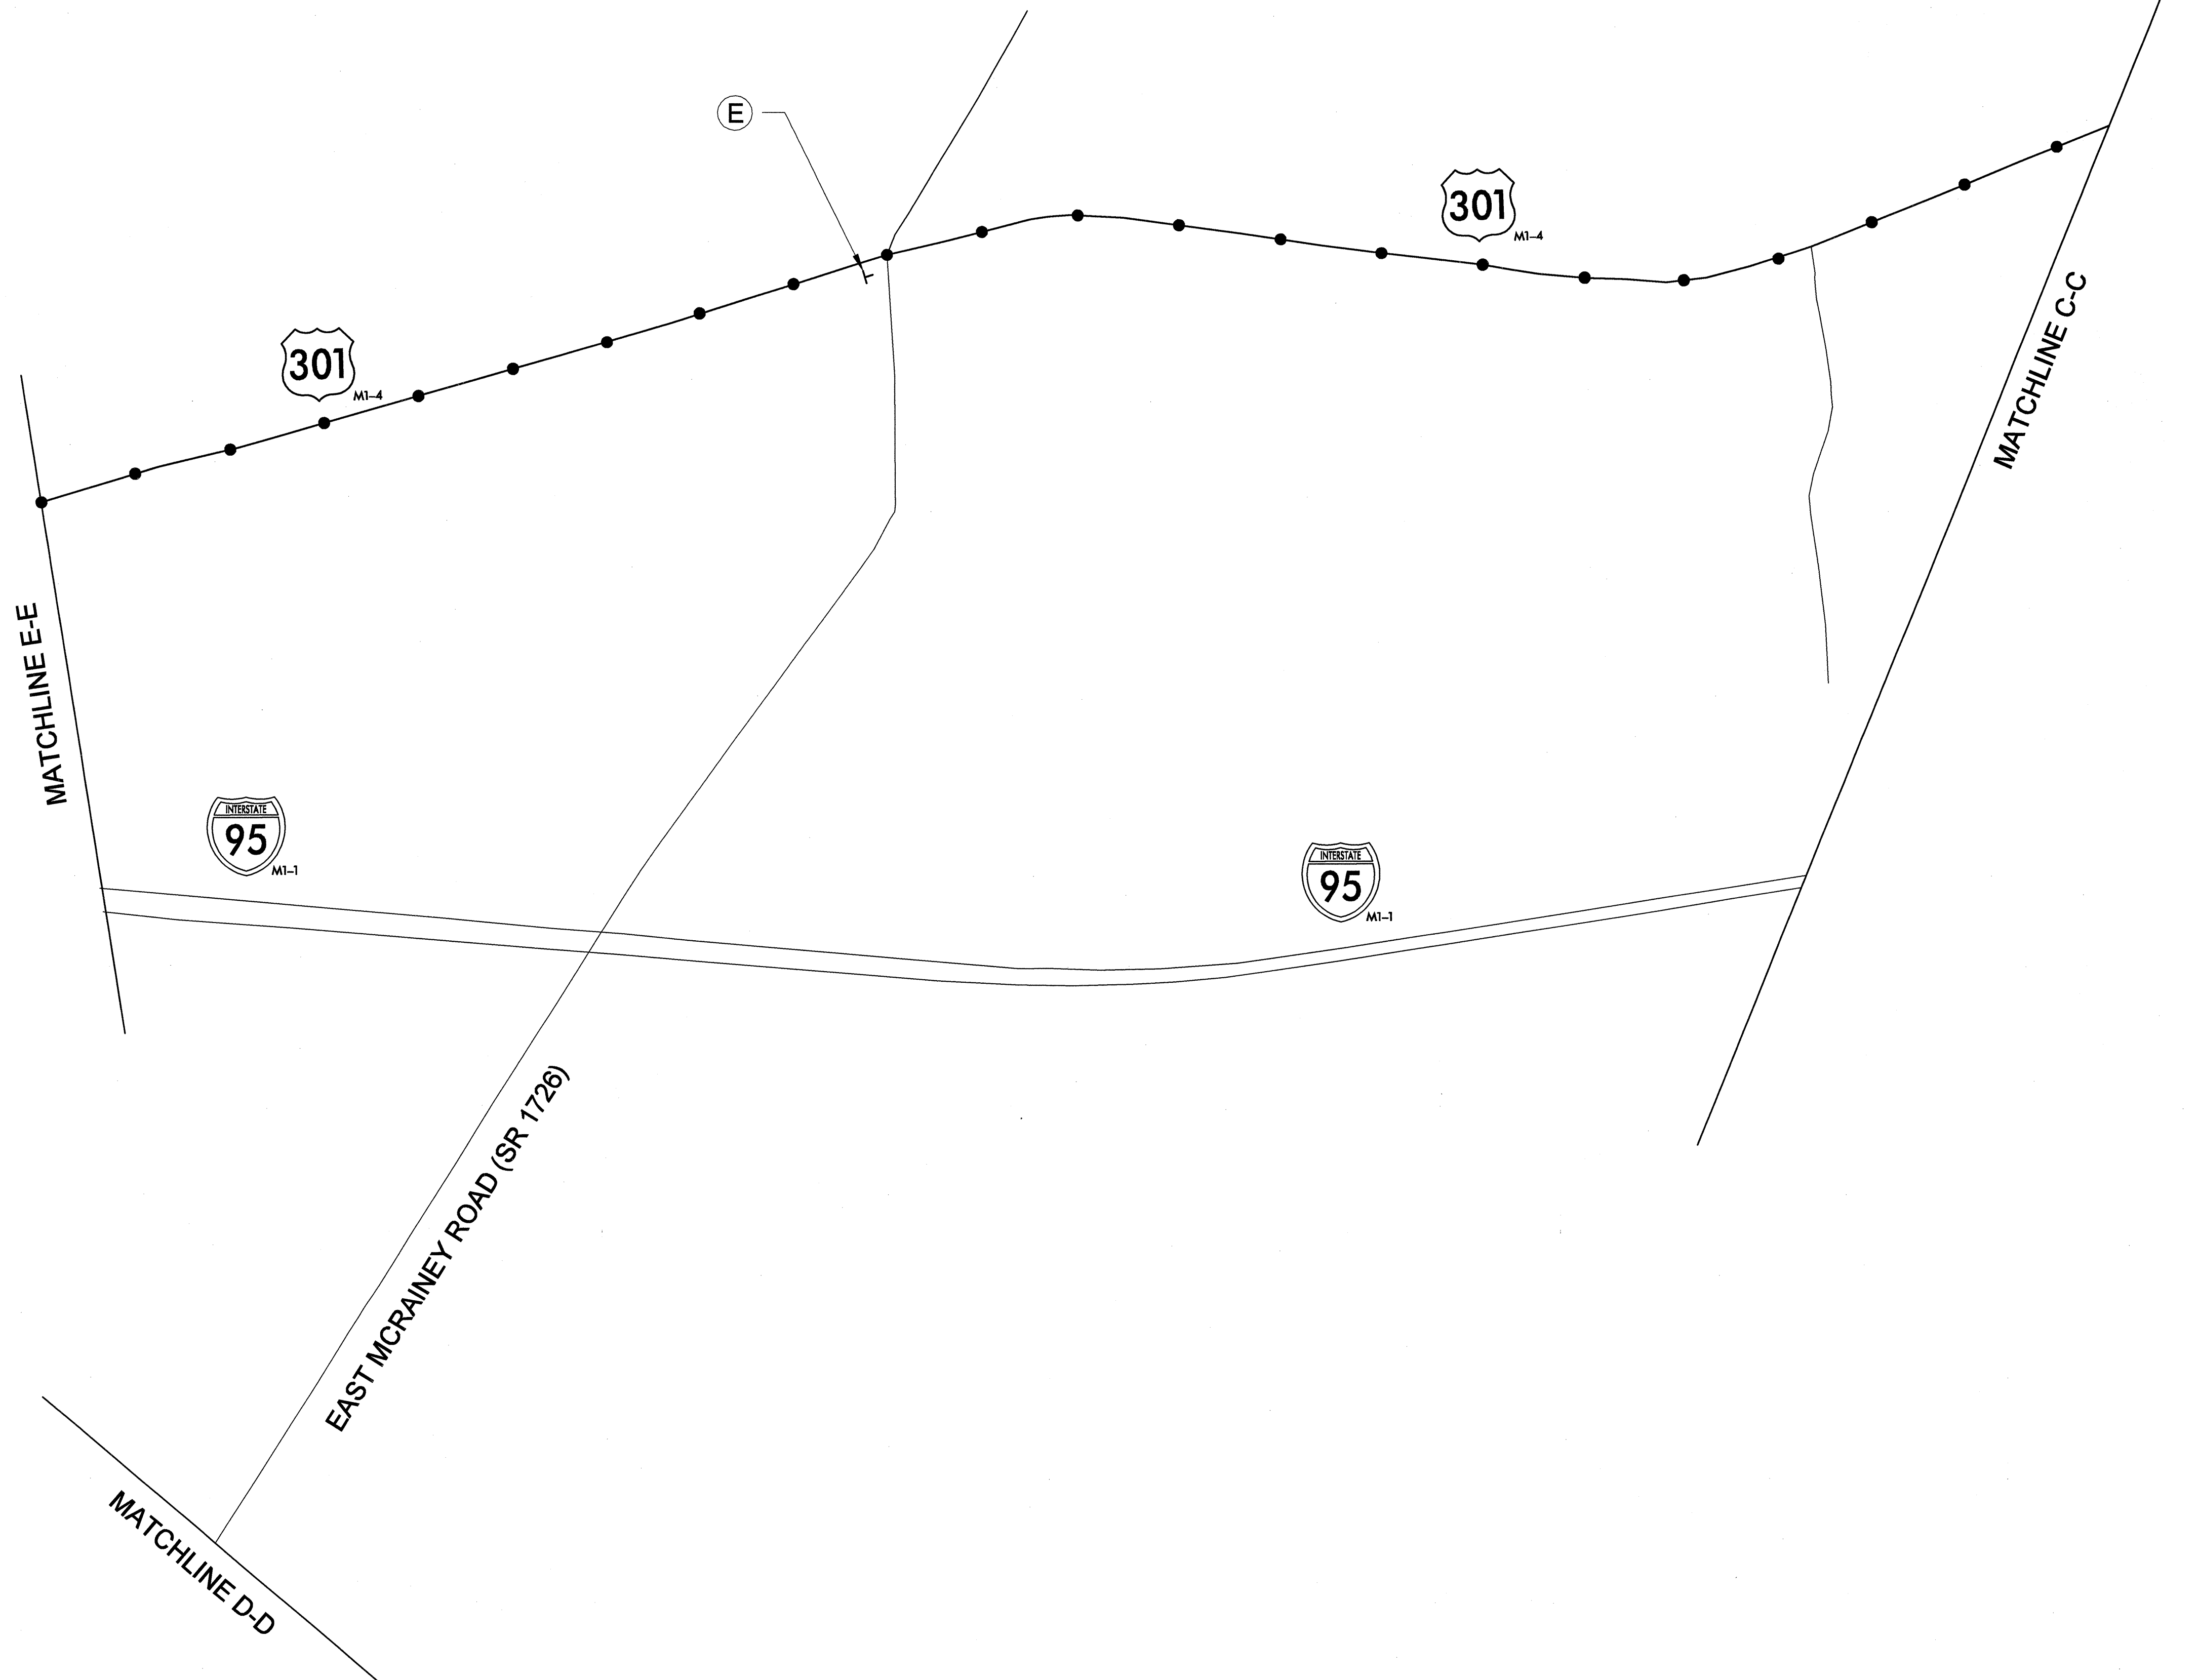 E
301
M1-4
301
M1-4
MATCHLINE C-C
MATCHLINE E-E
INTERSTATE
95
M1-1
INTERSTATE
95
M1-1
EAST MCRAINEY ROAD (SR 1726)
MATCHLINE D-D